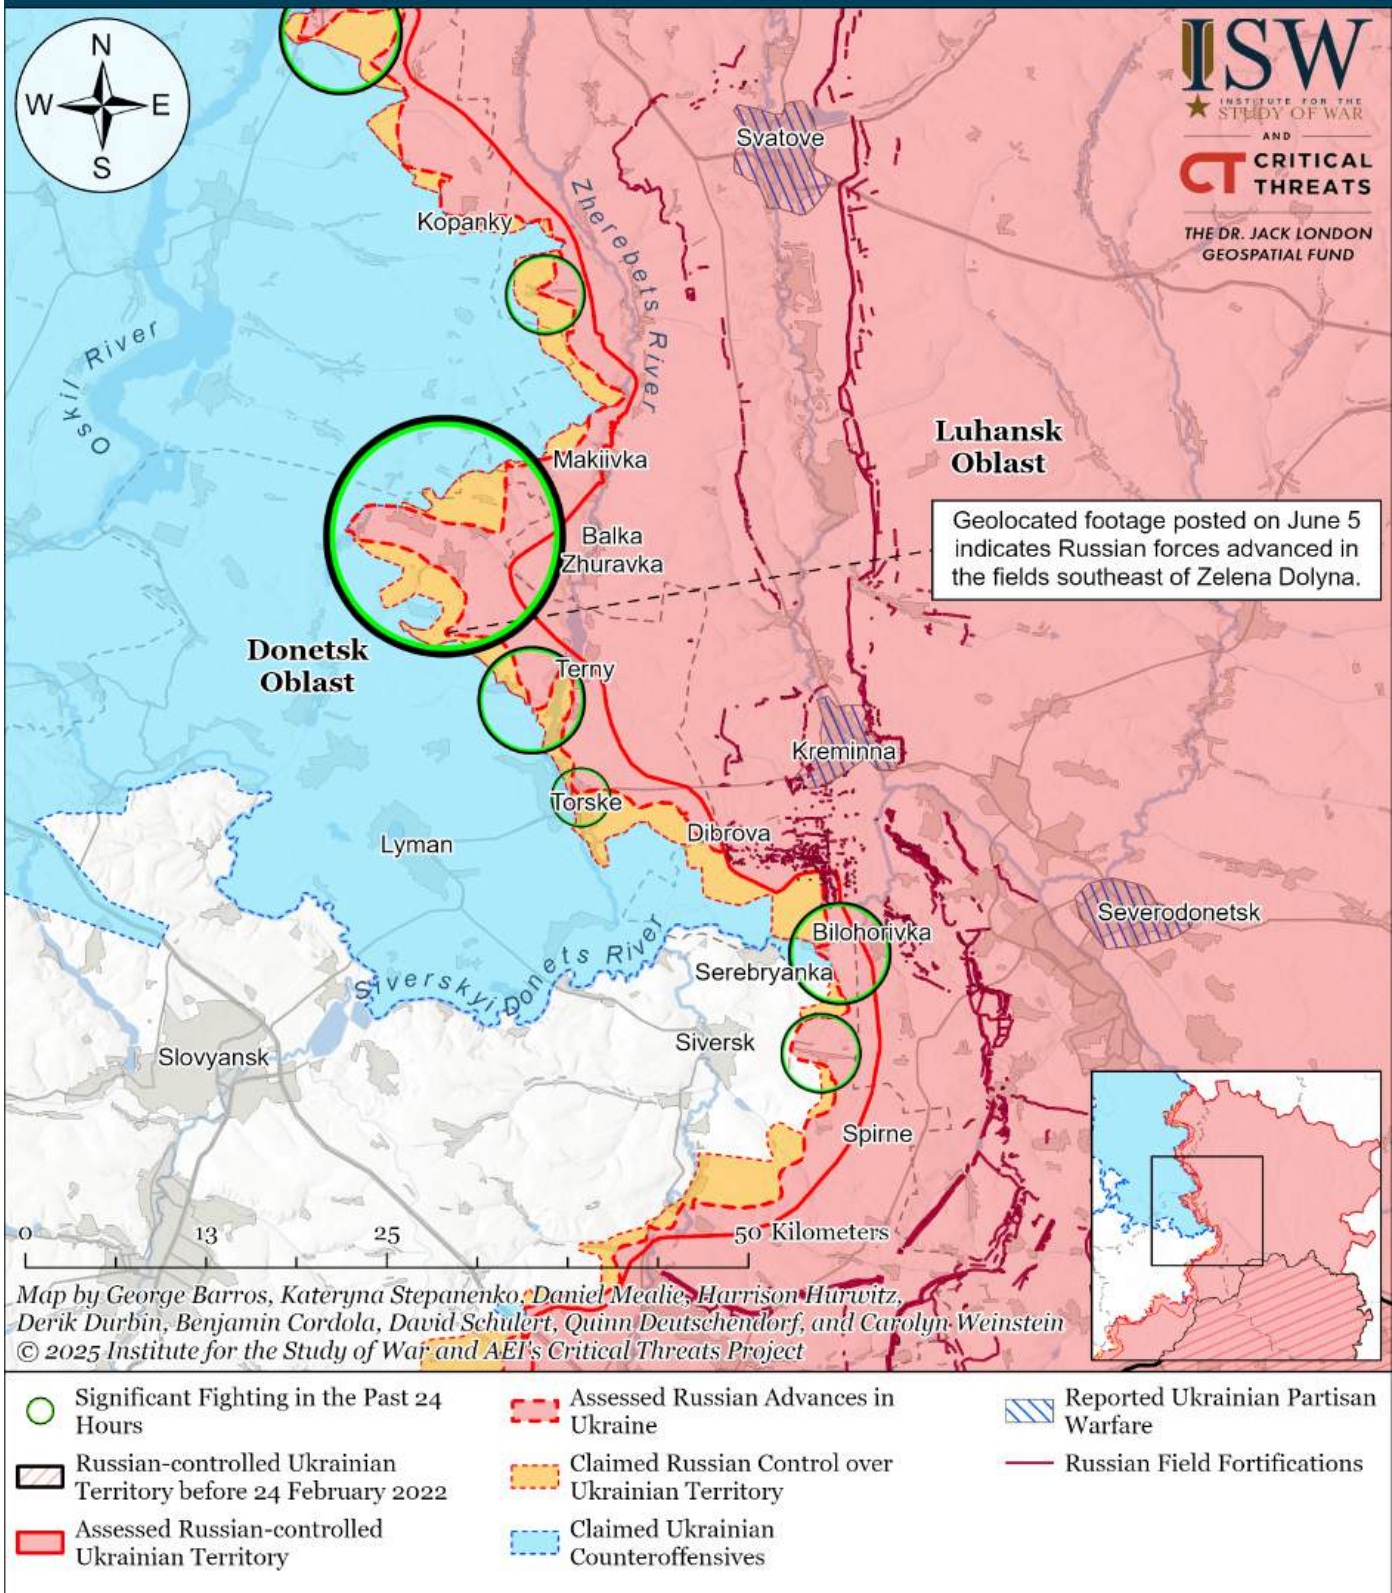 N
W
E
S
ISW
INSTITUTE FOR THE
STUDY OF WAR
AND
CT CRITICAL
THREATS
THE DR. JACK LONDON
GEOSPATIAL FUND
Svatove
Zherebets River
Kopanky
Oskil River
Luhansk
Oblast
Makiivka
Geolocated footage posted on June 5
indicates Russian forces advanced in
the fields southeast of Zelena Dolyna.
Balka
Zhuravka
Donetsk
Oblast
Terny
Kreminna
Torske
Dibrova
Lyman
Severodonetsk
Bilohorivka
Serebryanka
Siverskyi Donets River
Siversk
Slovyansk
Spirne
0
13
25
50 Kilometers
Map by George Barros, Kateryna Stepanenko, Daniel Mealie, Harrison Hurwitz,
Derik Durbin, Benjamin Cordola, David Schulert, Quinn Deutschendorf, and Carolyn Weinstein
© 2025 Institute for the Study of War and AEI's Critical Threats Project
Significant Fighting in the Past 24
Hours
Russian-controlled Ukrainian
Territory before 24 February 2022
Assessed Russian-controlled
Ukrainian Territory
Assessed Russian Advances in
Ukraine
Claimed Russian Control over
Ukrainian Territory
Claimed Ukrainian
Counteroffensives
Reported Ukrainian Partisan
Warfare
Russian Field Fortifications